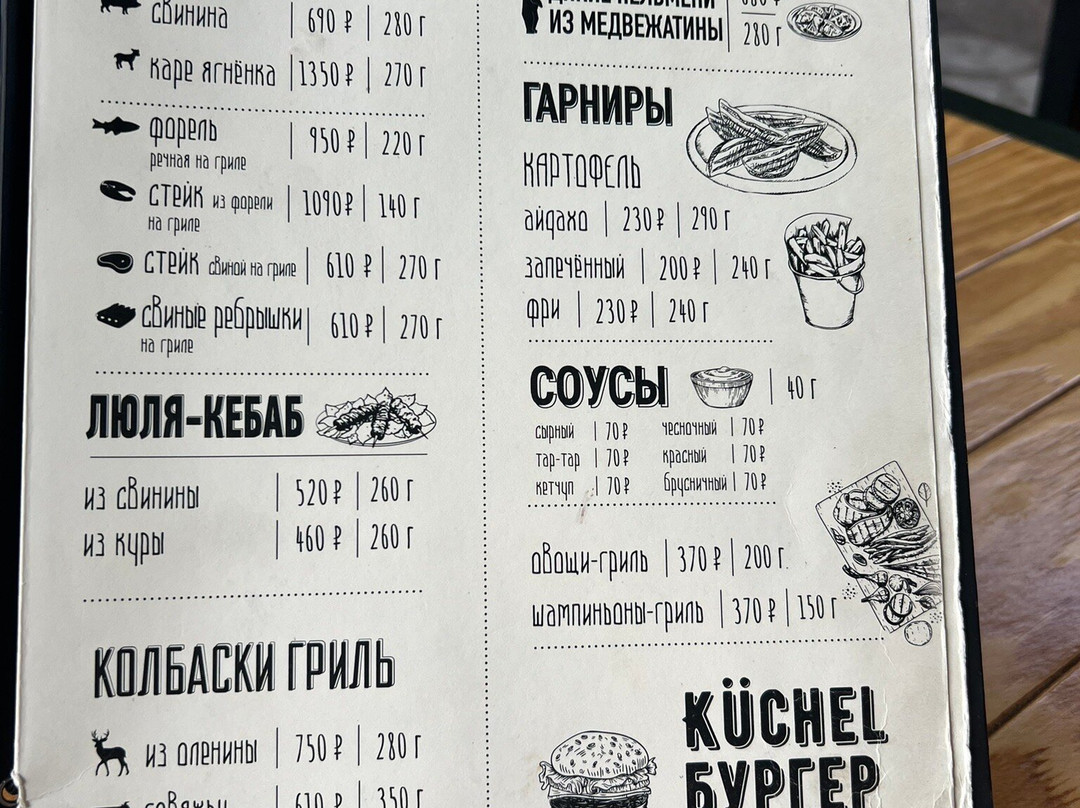 свинина | 690 ₽ | 280 г
каре ягнёнка | 1350 ₽ | 270 г
форель | 950 ₽ | 220 г
речная на гриле
стейк из форели | 1090 ₽ | 140 г
на гриле
стейк свиной на гриле | 610 ₽ | 270 г
свиные ребрышки | 610 ₽ | 270 г
на гриле
ЛЮЛЯ-КЕБАБ
из свинины | 520 ₽ | 260 г
из куры | 460 ₽ | 260 г
КОЛБАСКИ ГРИЛЬ
из оленины | 750 ₽ | 280 г
610 ₽ | 350 г
ИЗ МЕДВЕЖАТИНЫ | 280 г
ГАРНИРЫ
КАРТОФЕЛЬ
айдахо | 230 ₽ | 290 г
запечённый | 200 ₽ | 240 г
фри | 230 ₽ | 240 г
СОУСЫ | 40 г
сырный | 70 ₽ чесночный | 70 ₽
тар-тар | 70 ₽ красный | 70 ₽
кетчуп | 70 ₽ брусничный | 70 ₽
овощи-гриль | 370 ₽ | 200 г.
шампиньоны-гриль | 370 ₽ | 150 г
KÜCHEL
БУРГЕР